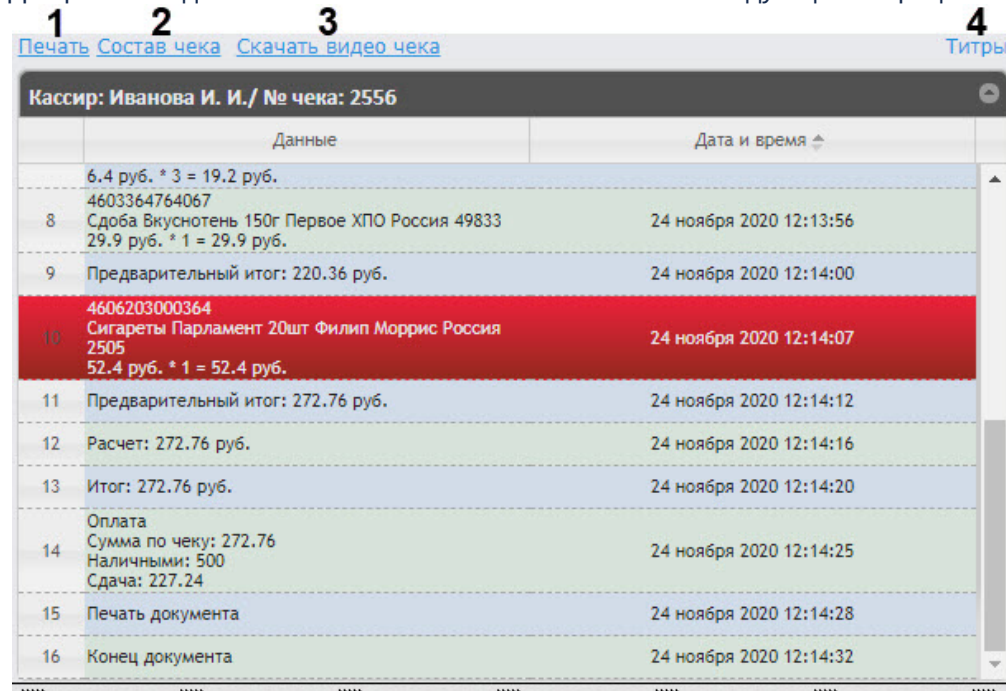 1 2 3 4
Печать Состав чека Скачать видео чека Титры
Кассир: Иванова И. И./ № чека: 2556
Данные Дата и время
6.4 руб. * 3 = 19.2 руб.
4603364764067
8 Сдоба Вкуснотень 150г Первое ХПО Россия 49833 24 ноября 2020 12:13:56
29.9 руб. * 1 = 29.9 руб.
9 Предварительный итог: 220.36 руб. 24 ноября 2020 12:14:00
4606203000364
Сигареты Парламент 20шт Филип Моррис Россия
10 2505 24 ноября 2020 12:14:07
52.4 руб. * 1 = 52.4 руб.
11 Предварительный итог: 272.76 руб. 24 ноября 2020 12:14:12
12 Расчет: 272.76 руб. 24 ноября 2020 12:14:16
13 Итог: 272.76 руб. 24 ноября 2020 12:14:20
Оплата
Сумма по чеку: 272.76
14 Наличными: 500 24 ноября 2020 12:14:25
Сдача: 227.24
15 Печать документа 24 ноября 2020 12:14:28
16 Конец документа 24 ноября 2020 12:14:32